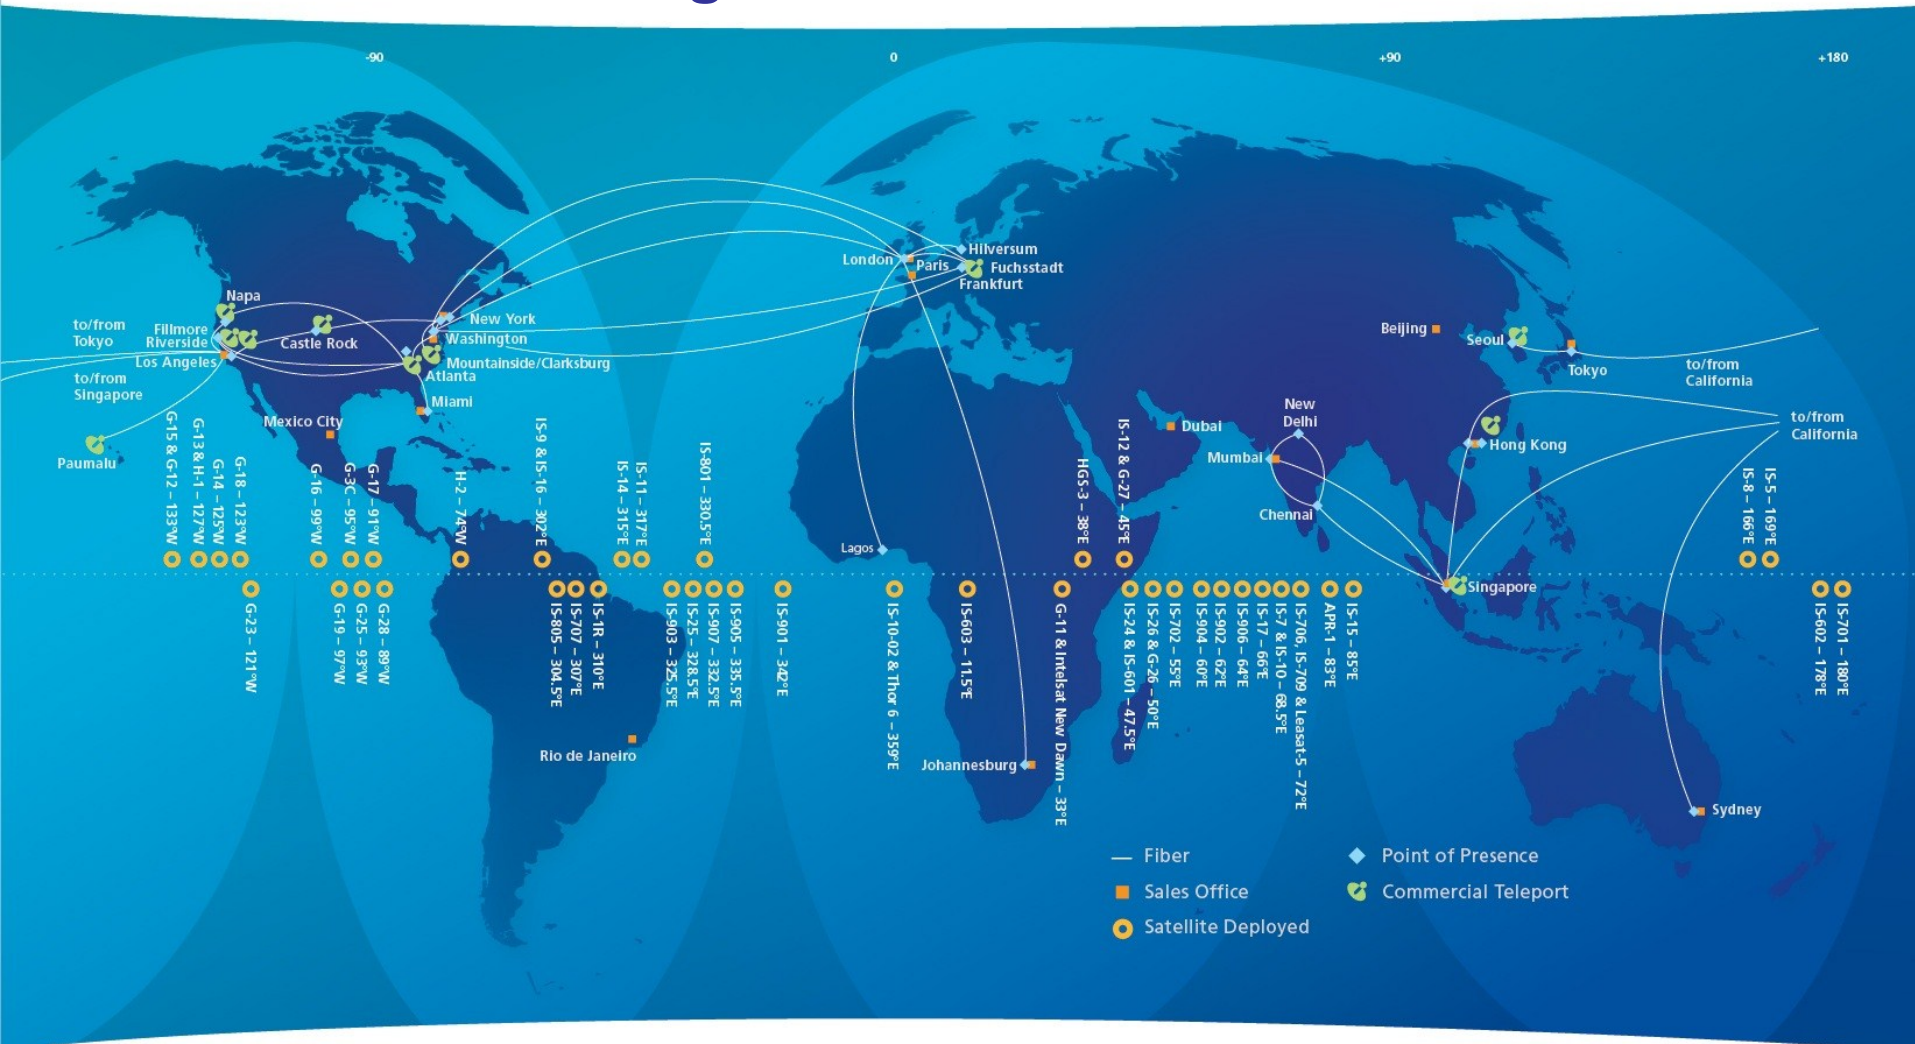 -90
0
+90
+180
Napa
to/from
Tokyo
Fillmore
Riverside
Los Angeles
to/from
Singapore
Castle Rock
New York
Washington
Mountainside/Clarksburg
Atlanta
Miami
Mexico City
Paumalu
London
Paris
Hilversum
Fuchsstadt
Frankfurt
Beijing
Seoul
Tokyo
to/from
California
to/from
California
New
Delhi
Dubai
Mumbai
Chennai
Hong Kong
Singapore
Lagos
Johannesburg
Rio de Janeiro
Sydney
G-15 & G-12 – 133°W
G-13 & H-1 – 127°W
G-14 – 125°W
G-18 – 123°W
G-16 – 99°W
G-3C – 95°W
G-17 – 91°W
H-2 – 74°W
IS-9 & IS-16 – 302°E
IS-14 – 315°E
IS-11 – 317°E
IS-801 – 330.5°E
HGS-3 – 38°E
IS-12 & G-27 – 45°E
IS-8 – 166°E
IS-5 – 169°E
G-23 – 121°W
G-19 – 97°W
G-25 – 93°W
G-28 – 89°W
IS-805 – 304.5°E
IS-707 – 307°E
IS-1R – 310°E
IS-903 – 325.5°E
IS-25 – 328.5°E
IS-907 – 332.5°E
IS-905 – 335.5°E
IS-901 – 342°E
IS-10-02 & Thor 6 – 359°E
IS-603 – 11.5°E
G-11 & Intelsat New Dawn – 33°E
IS-24 & IS-601 – 47.5°E
IS-26 & G-26 – 50°E
IS-702 – 55°E
IS-904 – 60°E
IS-902 – 62°E
IS-906 – 64°E
IS-17 – 66°E
IS-7 & IS-10 – 68.5°E
IS-706, IS-709 & Leasat-5 – 72°E
APR-1 – 83°E
IS-15 – 85°E
IS-602 – 178°E
IS-701 – 180°E
Fiber
Point of Presence
Sales Office
Commercial Teleport
Satellite Deployed